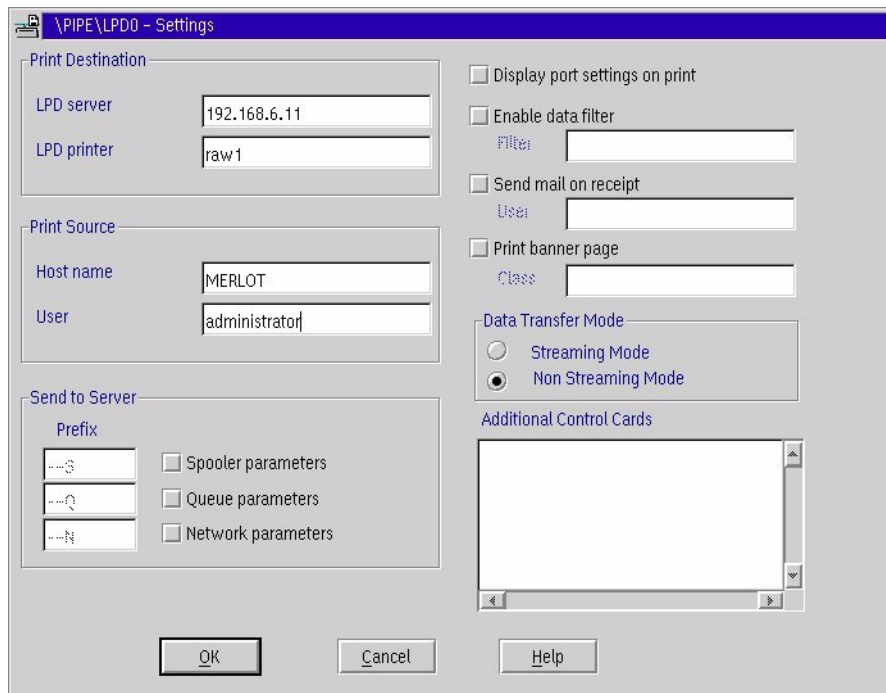 \PIPE\LPD0 – Settings
Print Destination
LPD server
192.168.6.11
LPD printer
raw1
Print Source
Host name
MERLOT
User
administrator
Send to Server
Prefix
---S
Spooler parameters
---Q
Queue parameters
---N
Network parameters
Display port settings on print
Enable data filter
Filter
Send mail on receipt
User
Print banner page
Class
Data Transfer Mode
Streaming Mode
Non Streaming Mode
Additional Control Cards
OK
Cancel
Help